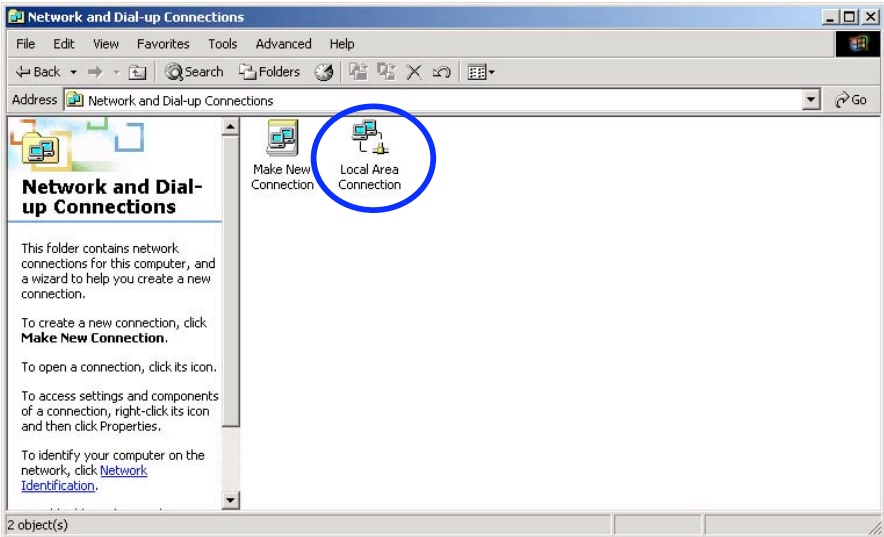 Network and Dial-up Connections
File Edit View Favorites Tools Advanced Help
Back Search Folders
Address Network and Dial-up Connections Go
Network and Dial-
up Connections
This folder contains network
connections for this computer, and
a wizard to help you create a new
connection.
To create a new connection, click
Make New Connection.
To open a connection, click its icon.
To access settings and components
of a connection, right-click its icon
and then click Properties.
To identify your computer on the
network, click Network
Identification.
Make New
Connection
Local Area
Connection
2 object(s)